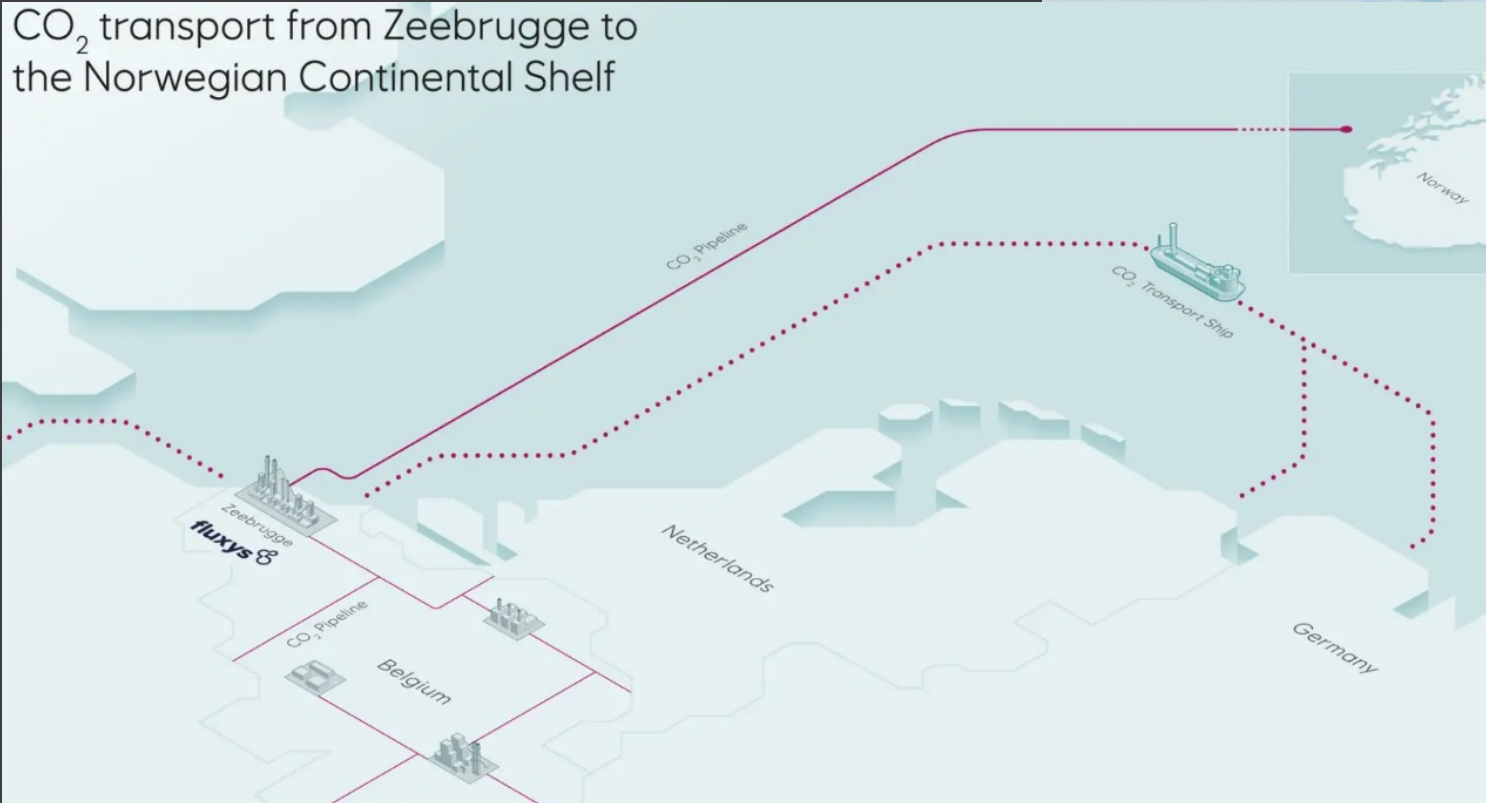 CO₂ transport from Zeebrugge to
the Norwegian Continental Shelf
Norway
CO₂ Pipeline
CO₂ Transport Ship
Zeebrugge
fluxys
Netherlands
CO₂ Pipeline
Belgium
Germany